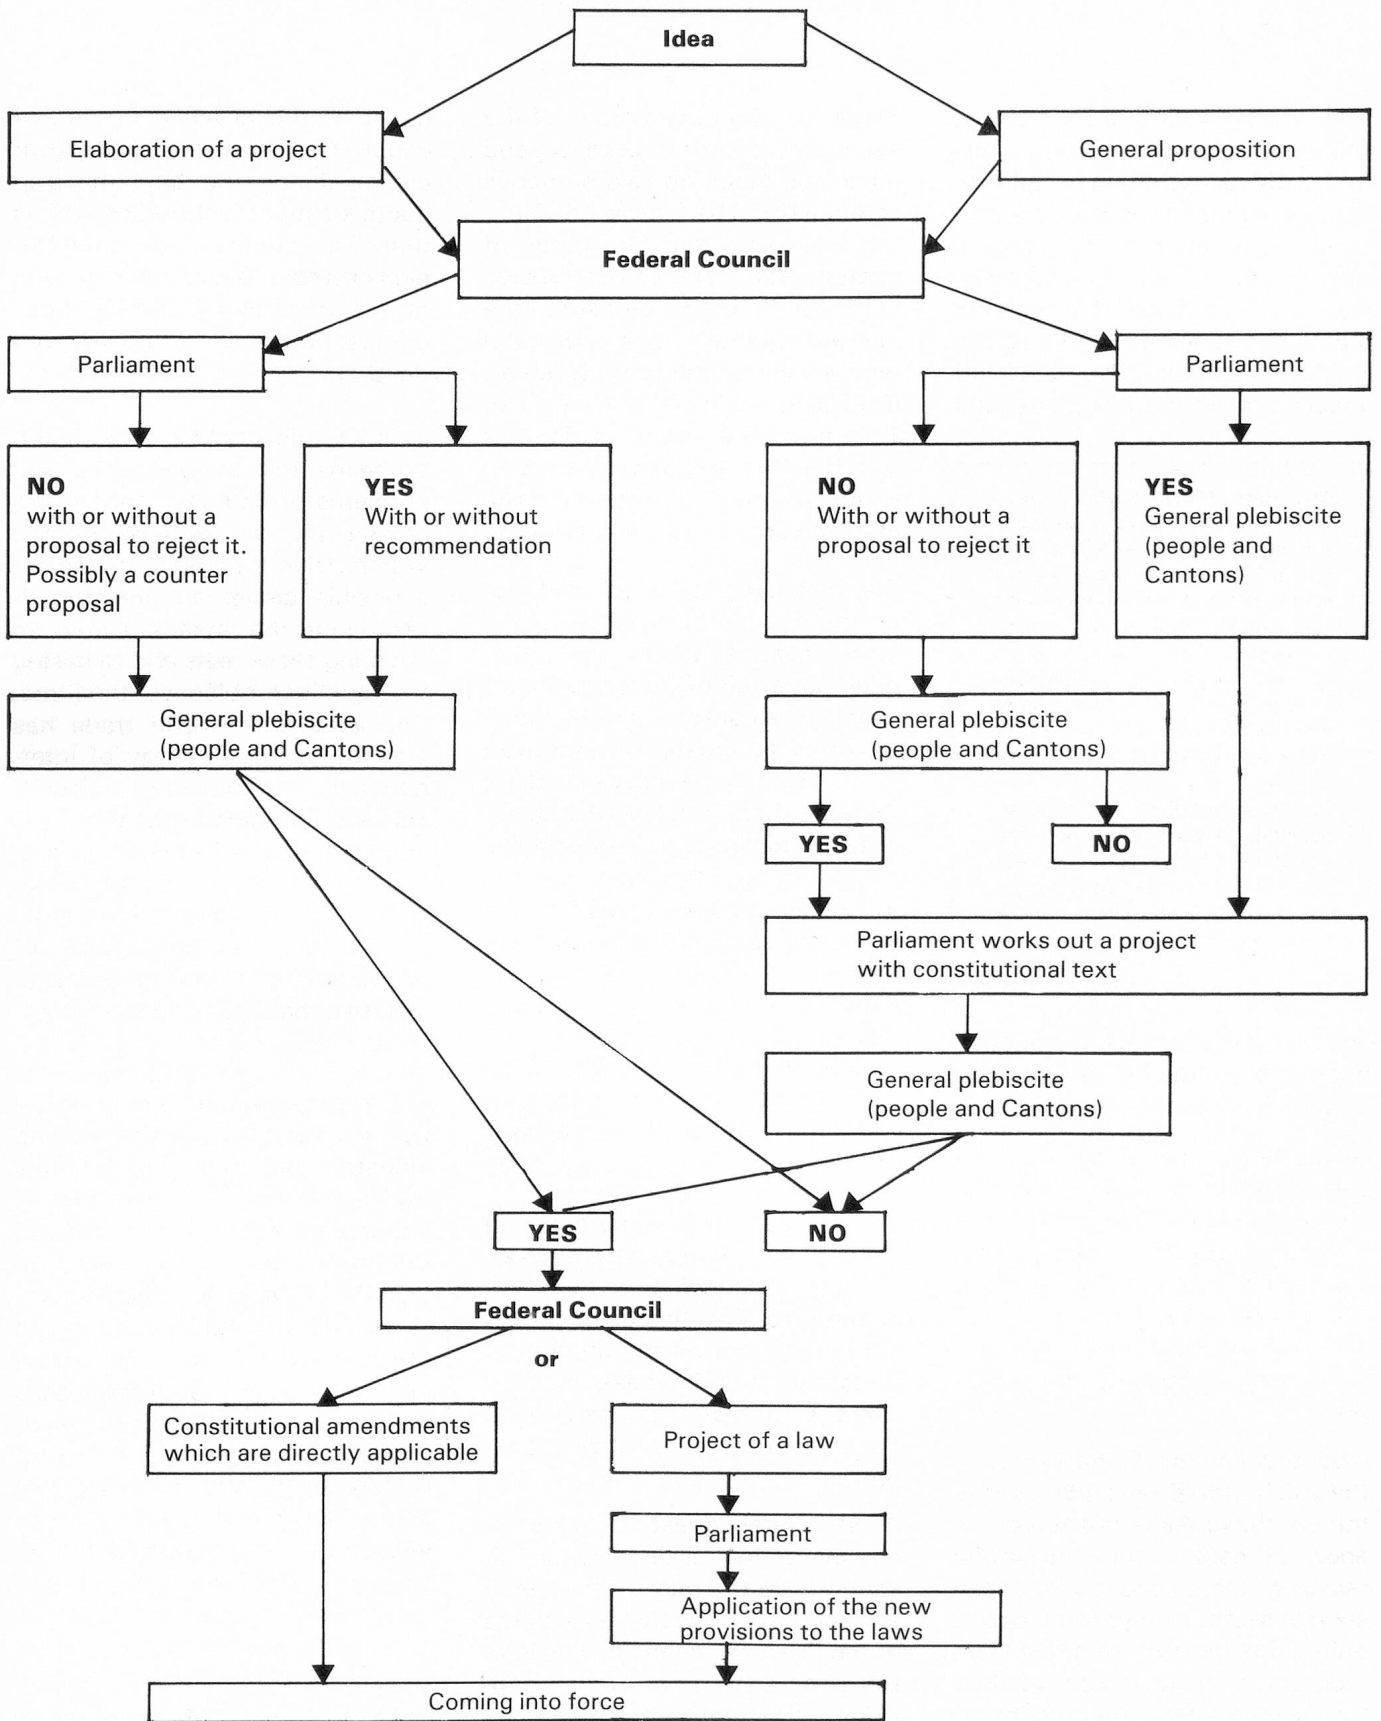 Idea
Elaboration of a project
General proposition
Federal Council
Parliament
Parliament
NO
with or without a
proposal to reject it.
Possibly a counter
proposal
YES
With or without
recommendation
NO
With or without a
proposal to reject it
YES
General plebiscite
(people and
Cantons)
General plebiscite
(people and Cantons)
General plebiscite
(people and Cantons)
YES
NO
Parliament works out a project
with constitutional text
General plebiscite
(people and Cantons)
YES
NO
Federal Council
or
Constitutional amendments
which are directly applicable
Project of a law
Parliament
Application of the new
provisions to the laws
Coming into force